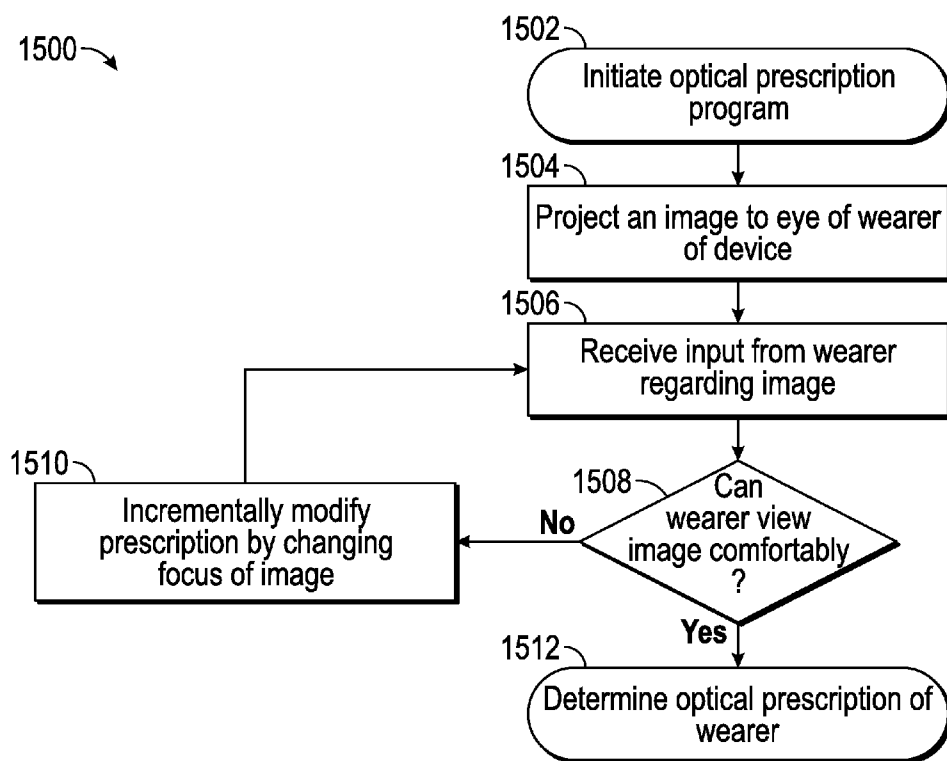 1500
1502
Initiate optical prescription
program
1504
Project an image to eye of wearer
of device
1506
Receive input from wearer
regarding image
1508
Can
wearer view
image comfortably
?
No
1510
Incrementally modify
prescription by changing
focus of image
Yes
1512
Determine optical prescription of
wearer